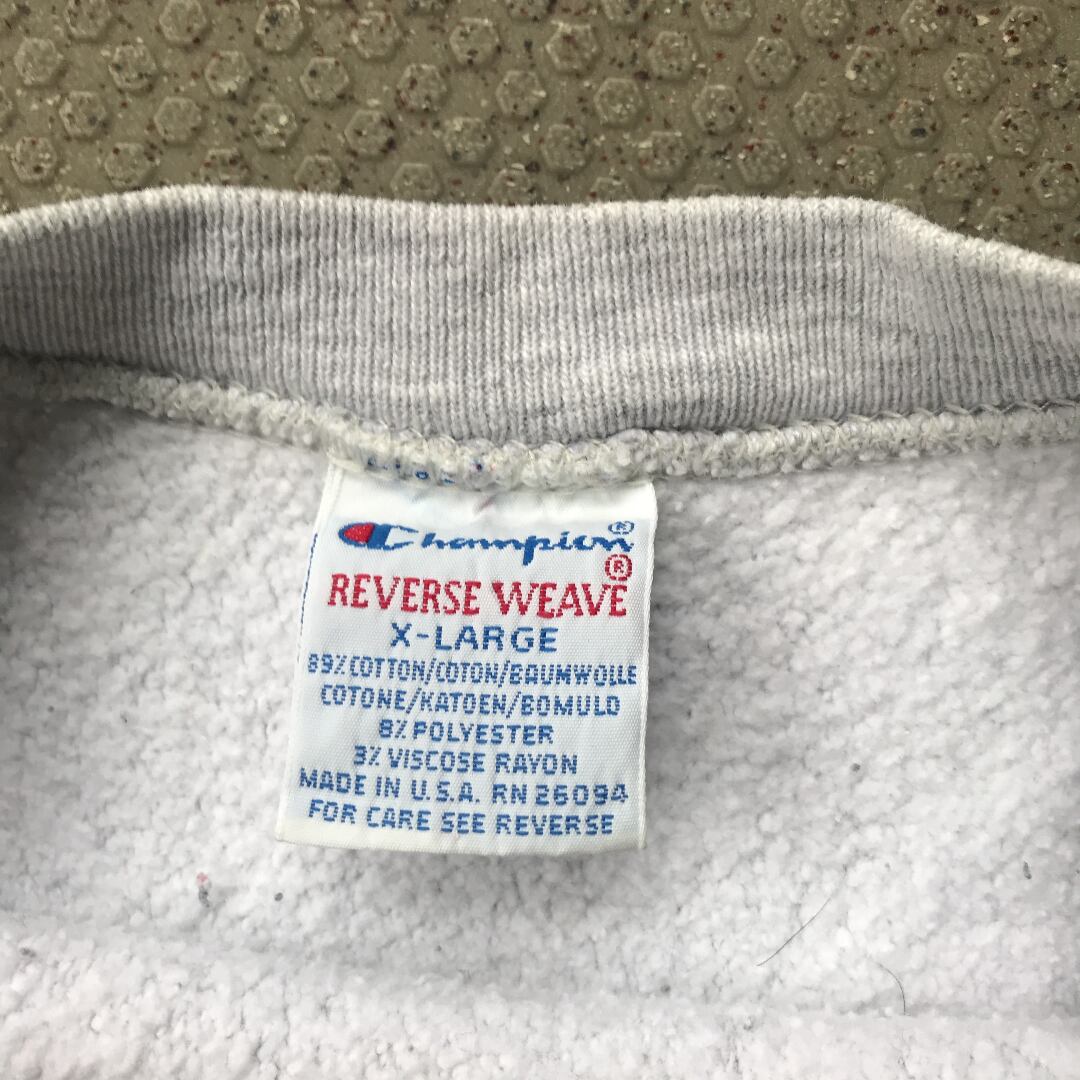 Champion®
REVERSE WEAVE®
X-LARGE
89% COTTON/COTON/BAUMWOLLE
COTONE/KATOEN/BOMULD
8% POLYESTER
3% VISCOSE RAYON
MADE IN U.S.A. RN 26094
FOR CARE SEE REVERSE